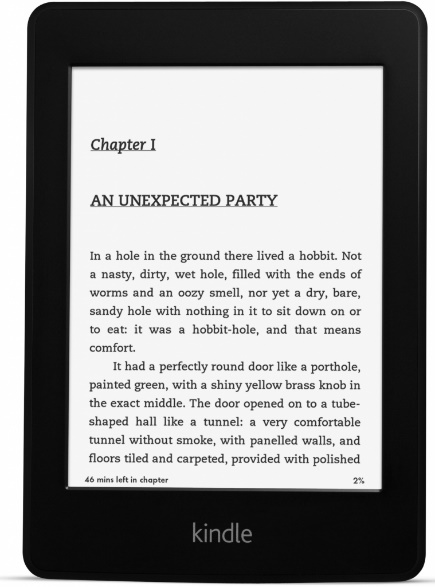 Chapter I
AN UNEXPECTED PARTY
In a hole in the ground there lived a hobbit. Not
a nasty, dirty, wet hole, filled with the ends of
worms and an oozy smell, nor yet a dry, bare,
sandy hole with nothing in it to sit down on or
to eat: it was a hobbit-hole, and that means
comfort.
It had a perfectly round door like a porthole,
painted green, with a shiny yellow brass knob in
the exact middle. The door opened on to a tube-
shaped hall like a tunnel: a very comfortable
tunnel without smoke, with panelled walls, and
floors tiled and carpeted, provided with polished
46 mins left in chapter 2%
kindle